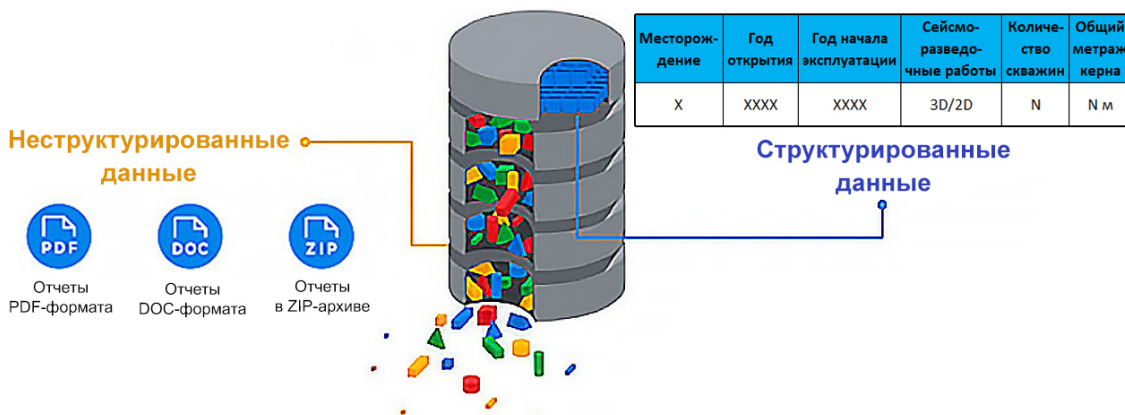 Неструктурированные
данные
PDF
DOC
ZIP
Отчеты
PDF-формата
Отчеты
DOC-формата
Отчеты
в ZIP-архиве
Месторож-
дение
Год
открытия
Год начала
эксплуатации
Сейсмо-
разведо-
чные работы
Количе-
ство
скважин
Общий
метраж
керна
X
XXXX
XXXX
3D/2D
N
N м
Структурированные
данные